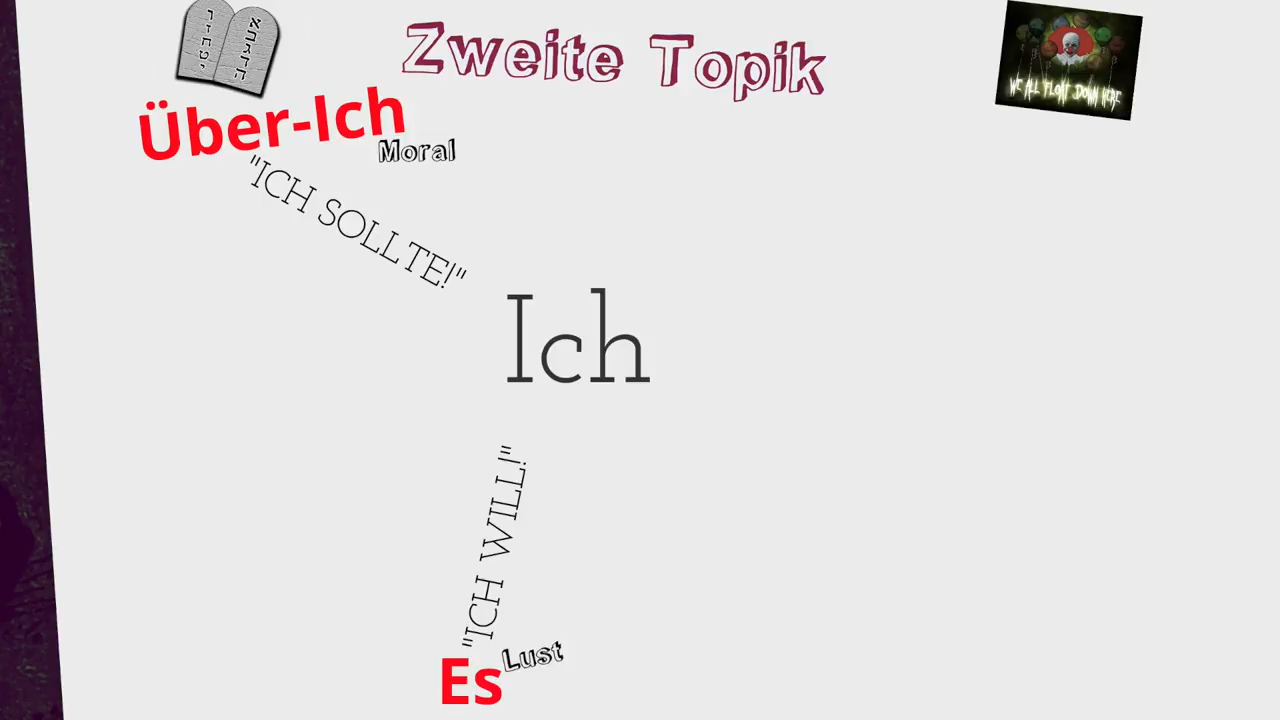 Zweite Topik
WE ALL FLOAT DOWN HERE
Über-Ich
Moral
"ICH SOLLTE!"
Ich
"ICH WILL!"
Lust
Es